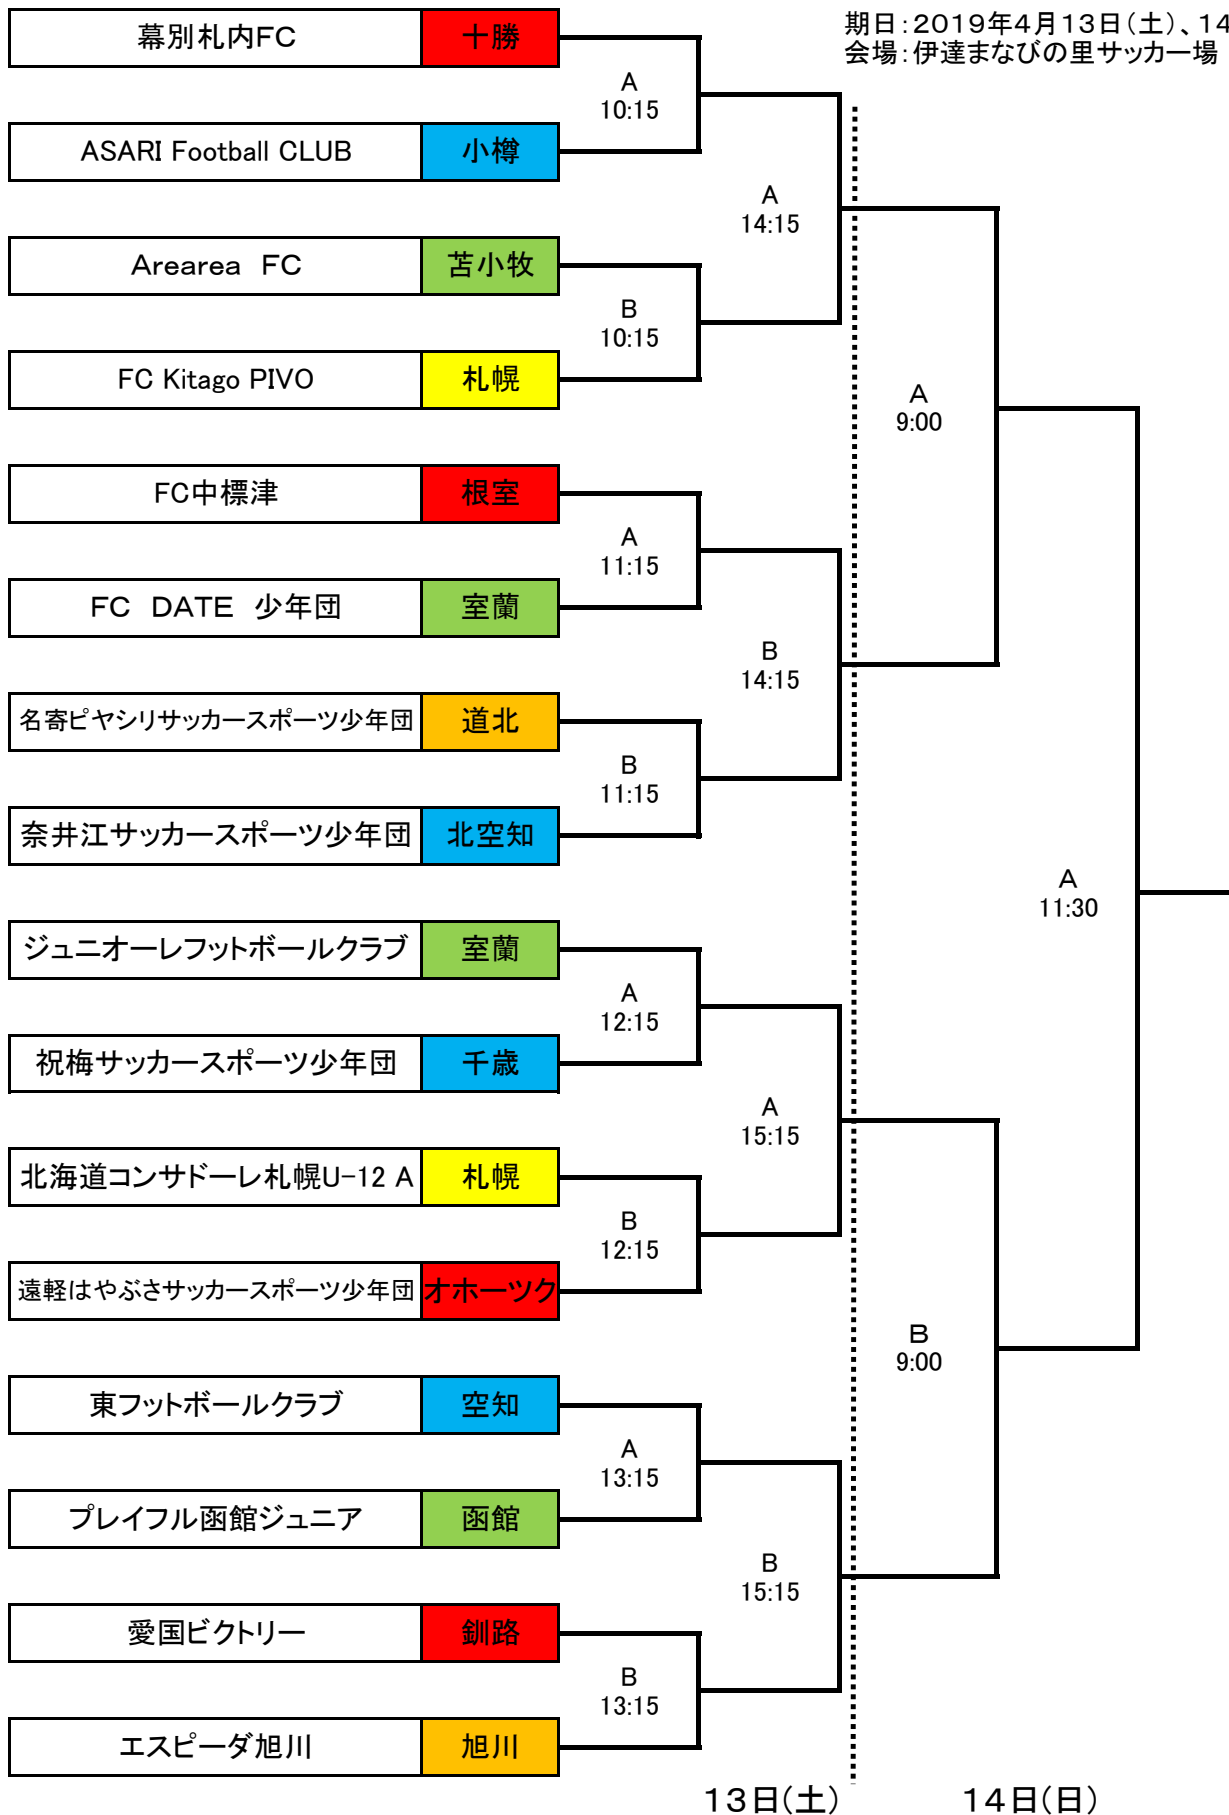 期日：2019年4月13日（土）、14
会場：伊達まなびの里サッカー場
幕別札内FC 十勝
A
10:15
ASARI Football CLUB 小樽
A
14:15
Arearea　FC 苫小牧
B
10:15
FC Kitago PIVO 札幌
A
9:00
FC中標津 根室
A
11:15
FC　DATE　少年団 室蘭
B
14:15
名寄ピヤシリサッカースポーツ少年団 道北
B
11:15
奈井江サッカースポーツ少年団 北空知
A
11:30
ジュニオーレフットボールクラブ 室蘭
A
12:15
祝梅サッカースポーツ少年団 千歳
A
15:15
北海道コンサドーレ札幌U-12 A 札幌
B
12:15
遠軽はやぶさサッカースポーツ少年団 オホーツク
B
9:00
東フットボールクラブ 空知
A
13:15
プレイフル函館ジュニア 函館
B
15:15
愛国ビクトリー 釧路
B
13:15
エスピーダ旭川 旭川
13日（土） 14日（日）